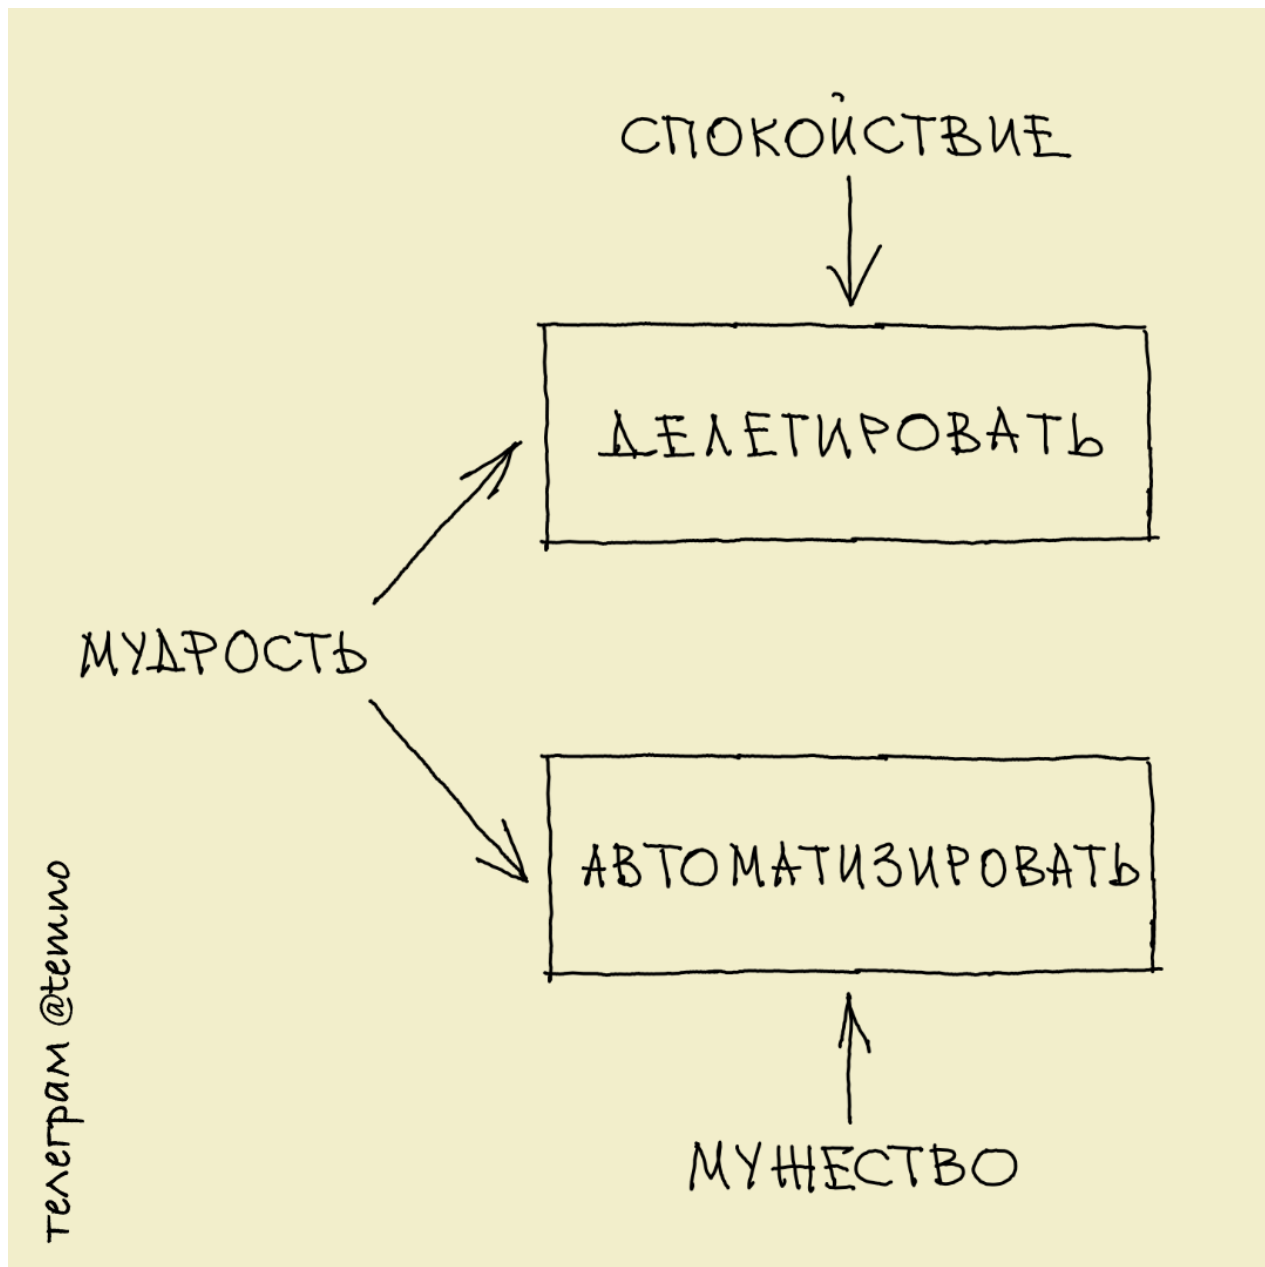 СПОКОЙСТВИЕ
ДЕЛЕГИРОВАТЬ
МУДРОСТЬ
АВТОМАТИЗИРОВАТЬ
МУЖЕСТВО
телеграм @temno